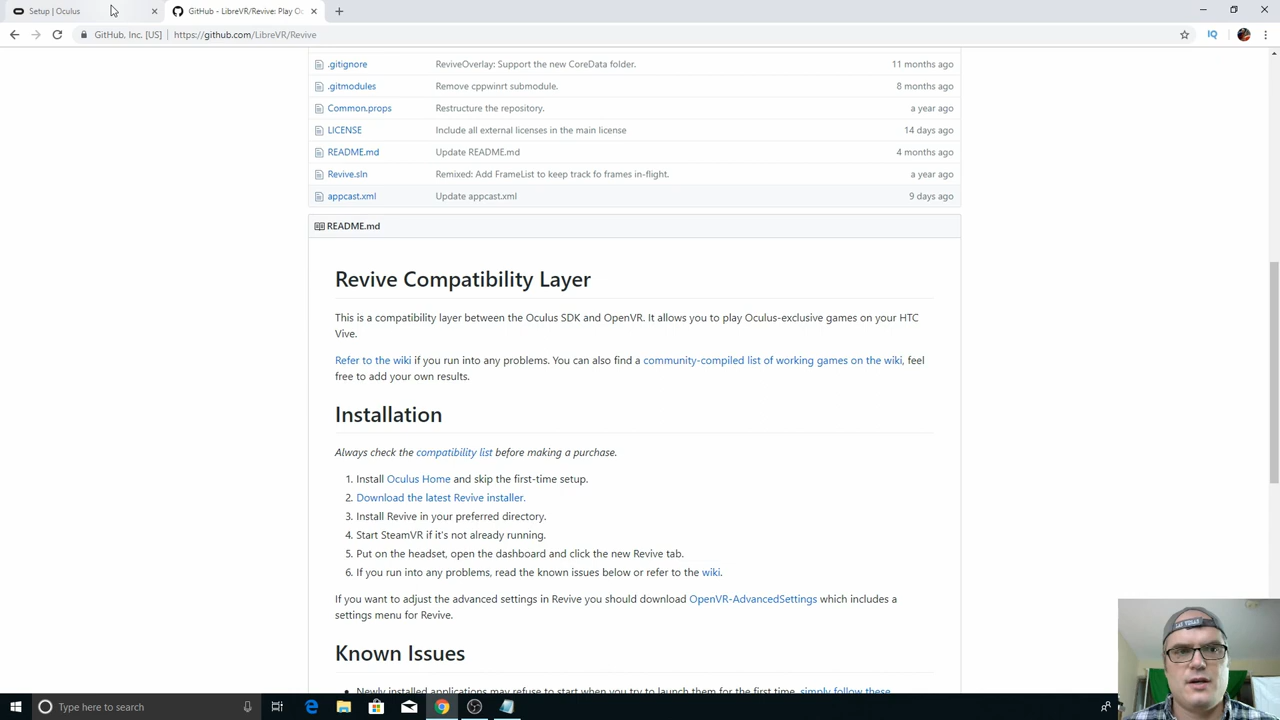 Setup | Oculus
GitHub - LibreVR/Revive: Play O
GitHub, Inc. [US] https://github.com/LibreVR/Revive
.gitignore ReviveOverlay: Support the new CoreData folder. 11 months ago
.gitmodules Remove cppwinrt submodule. 8 months ago
Common.props Restructure the repository. a year ago
LICENSE Include all external licenses in the main license 14 days ago
README.md Update README.md 4 months ago
Revive.sln Remixed: Add FrameList to keep track fo frames in-flight. a year ago
appcast.xml Update appcast.xml 9 days ago
README.md
Revive Compatibility Layer
This is a compatibility layer between the Oculus SDK and OpenVR. It allows you to play Oculus-exclusive games on your HTC
Vive.
Refer to the wiki if you run into any problems. You can also find a community-compiled list of working games on the wiki, feel
free to add your own results.
Installation
Always check the compatibility list before making a purchase.
1. Install Oculus Home and skip the first-time setup.
2. Download the latest Revive installer.
3. Install Revive in your preferred directory.
4. Start SteamVR if it's not already running.
5. Put on the headset, open the dashboard and click the new Revive tab.
6. If you run into any problems, read the known issues below or refer to the wiki.
If you want to adjust the advanced settings in Revive you should download OpenVR-AdvancedSettings which includes a
settings menu for Revive.
Known Issues
Newly installed applications may refuse to start when you try to launch them for the first time, simply follow these
Type here to search
IQ
LAS VEGAS